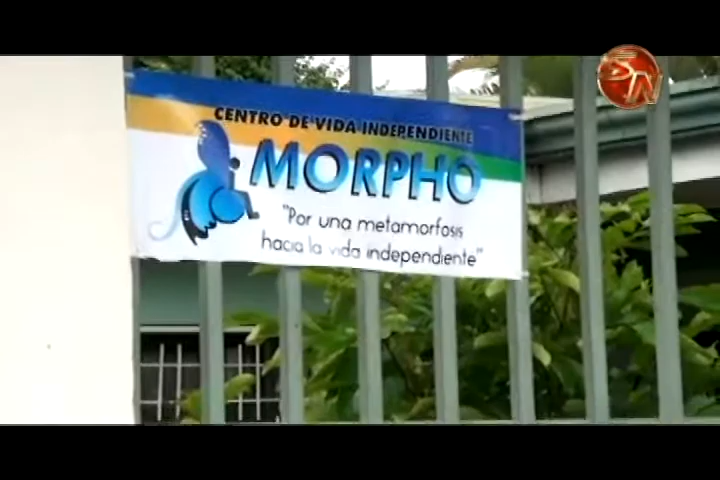 CENTRO DE VIDA INDEPENDIENTE
MORPHO
"Por una metamorfosis
hacia la vida independiente"